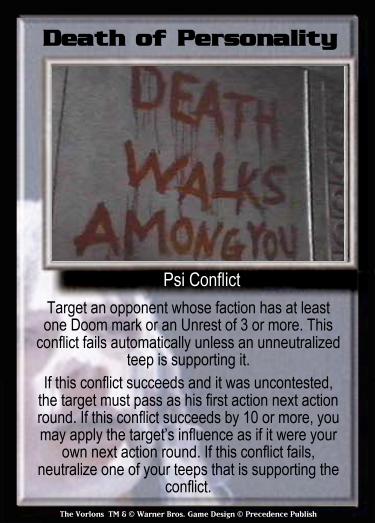 Death of Personality
DEATH
WALKS
AMONG YOU
Psi Conflict
Target an opponent whose faction has at least
one Doom mark or an Unrest of 3 or more. This
conflict fails automatically unless an unneutralized
teep is supporting it.
If this conflict succeeds and it was uncontested,
the target must pass as his first action next action
round. If this conflict succeeds by 10 or more, you
may apply the target's influence as if it were your
own next action round. If this conflict fails,
neutralize one of your teeps that is supporting the
conflict.
The Vorlons TM & © Warner Bros. Game Design © Precedence Publish